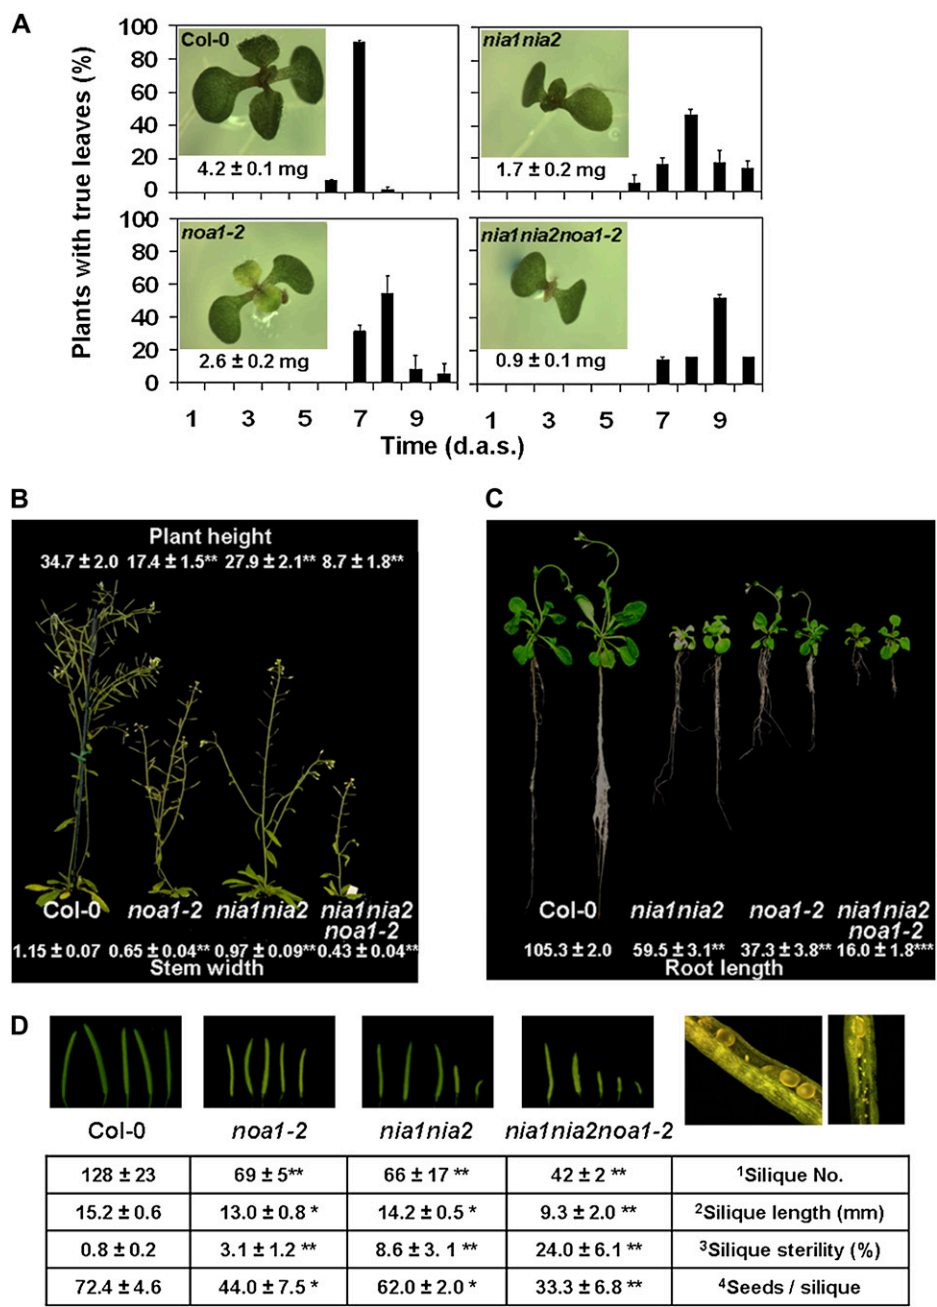 A
Plants with true leaves (%)
100
80
60
40
20
0
Col-0
4.2 ± 0.1 mg
nia1nia2
1.7 ± 0.2 mg
100
80
60
40
20
0
noa1-2
2.6 ± 0.2 mg
nia1nia2noa1-2
0.9 ± 0.1 mg
1 3 5 7 9 1 3 5 7 9
Time (d.a.s.)
B
Plant height
34.7 ± 2.0 17.4 ± 1.5** 27.9 ± 2.1** 8.7 ± 1.8**
Col-0 noa1-2 nia1nia2 nia1nia2
noa1-2
1.15 ± 0.07 0.65 ± 0.04** 0.97 ± 0.09** 0.43 ± 0.04**
Stem width
C
Col-0 nia1nia2 noa1-2 nia1nia2
noa1-2
105.3 ± 2.0 59.5 ± 3.1** 37.3 ± 3.8** 16.0 ± 1.8***
Root length
D
Col-0 noa1-2 nia1nia2 nia1nia2noa1-2
128 ± 23 69 ± 5** 66 ± 17 ** 42 ± 2 ** ¹Silique No.
15.2 ± 0.6 13.0 ± 0.8 * 14.2 ± 0.5 * 9.3 ± 2.0 ** ²Silique length (mm)
0.8 ± 0.2 3.1 ± 1.2 ** 8.6 ± 3. 1 ** 24.0 ± 6.1 ** ³Silique sterility (%)
72.4 ± 4.6 44.0 ± 7.5 * 62.0 ± 2.0 * 33.3 ± 6.8 ** ⁴Seeds / silique